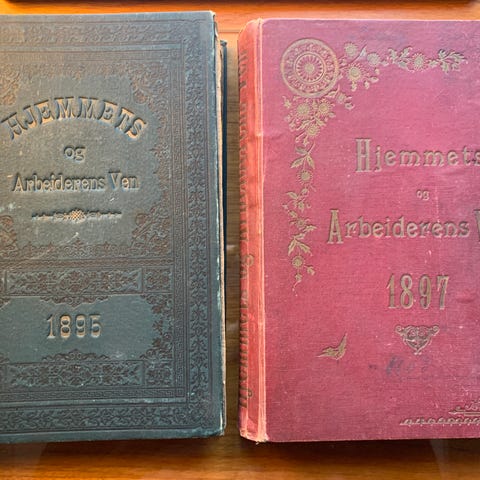 HJEMMETS
og
Arbeiderens Ven
1895
Hjemmets
og
Arbeiderens V
1897